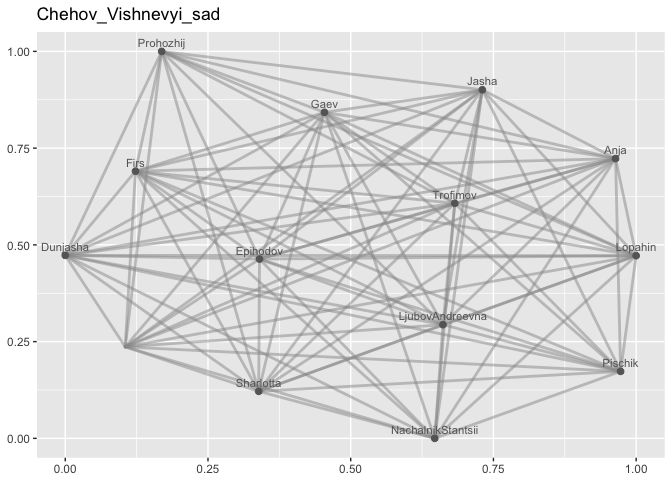 Chehov_Vishnevyi_sad
1.00
Prohozhij
Jasha
Gaev
0.75
Anja
Firs
Trofimov
0.50
Dunjasha
Epihodov
Lopahin
LjubovAndreevna
0.25
Pischik
Sharlotta
NachalnikStantsii
0.00
0.00 0.25 0.50 0.75 1.00